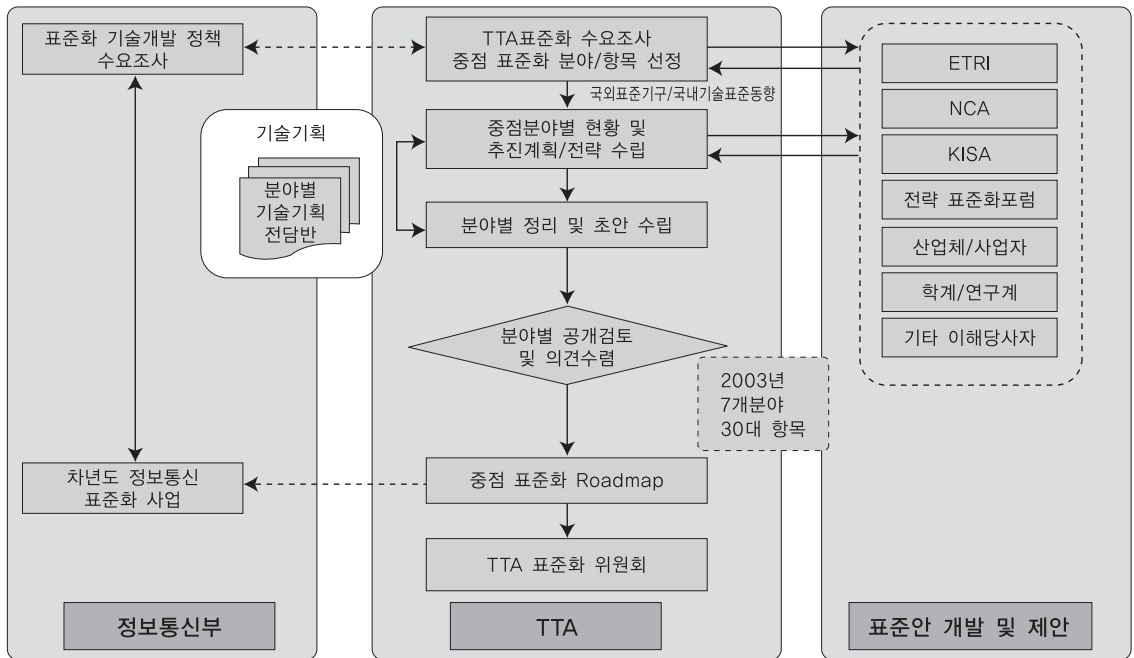 표준화 기술개발 정책
수요조사
기술기획
분야별
기술기획
전담반
차년도 정보통신
표준화 사업
정보통신부
TTA표준화 수요조사
중점 표준화 분야/항목 선정
국외표준기구/국내기술표준동향
중점분야별 현황 및
추진계획/전략 수립
분야별 정리 및 초안 수립
분야별 공개검토
및 의견수렴
2003년
7개분야
30대 항목
중점 표준화 Roadmap
TTA 표준화 위원회
TTA
ETRI
NCA
KISA
전략 표준화포럼
산업체/사업자
학계/연구계
기타 이해당사자
표준안 개발 및 제안